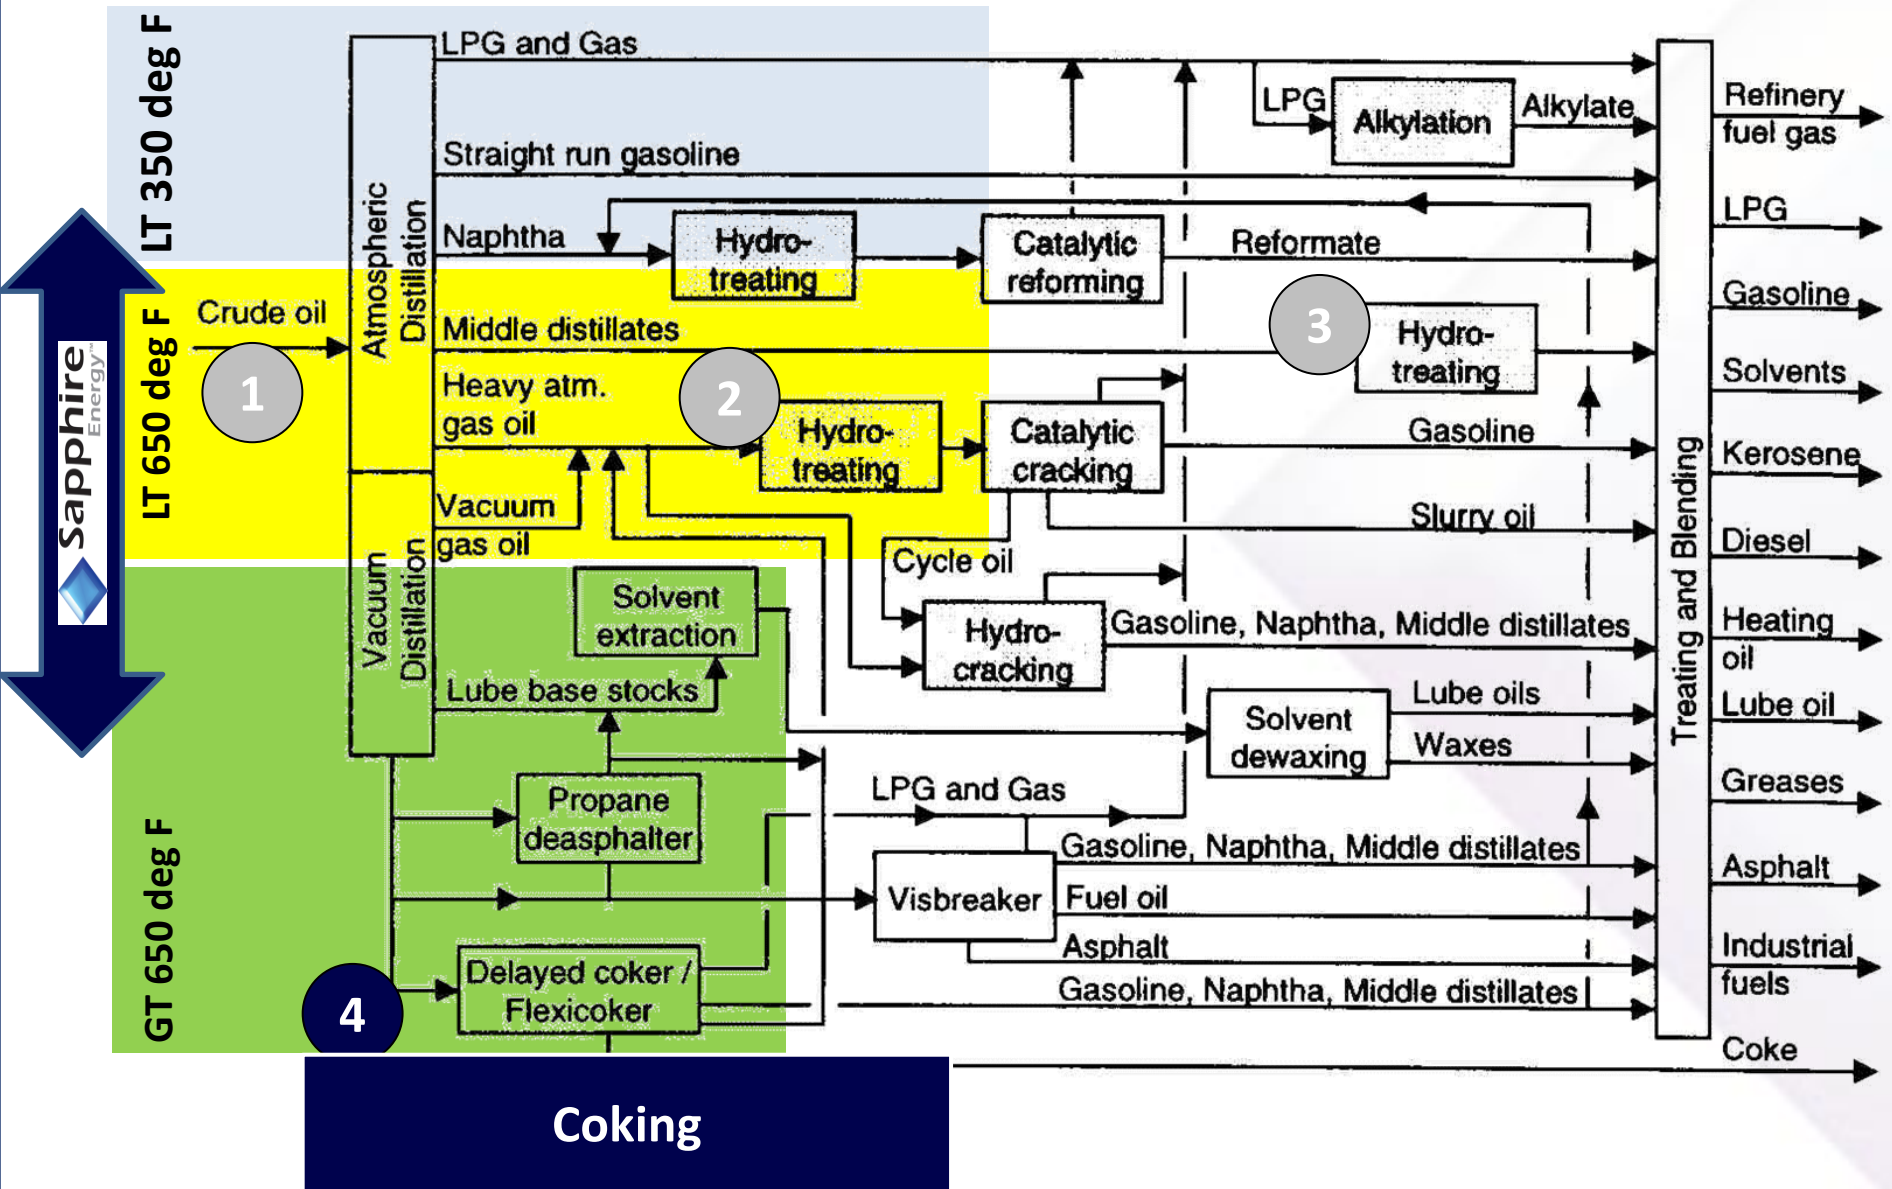 LT 350 deg F
LT 650 deg F
GT 650 deg F
Sapphire
Energy™
Crude oil
1
Atmospheric
Distillation
Vacuum
Distillation
LPG and Gas
LPG
Alkylation
Alkylate
Straight run gasoline
Naphtha
Hydro-
treating
Catalytic
reforming
Reformate
Middle distillates
3
Hydro-
treating
Heavy atm.
gas oil
2
Hydro-
treating
Catalytic
cracking
Gasoline
Vacuum
gas oil
Slurry oil
Cycle oil
Solvent
extraction
Hydro-
cracking
Gasoline, Naphtha, Middle distillates
Lube base stocks
Solvent
dewaxing
Lube oils
Waxes
Propane
deasphalter
LPG and Gas
Visbreaker
Gasoline, Naphtha, Middle distillates
Fuel oil
Asphalt
4
Delayed coker /
Flexicoker
Gasoline, Naphtha, Middle distillates
Coking
Treating and Blending
Refinery
fuel gas
LPG
Gasoline
Solvents
Kerosene
Diesel
Heating
oil
Lube oil
Greases
Asphalt
Industrial
fuels
Coke